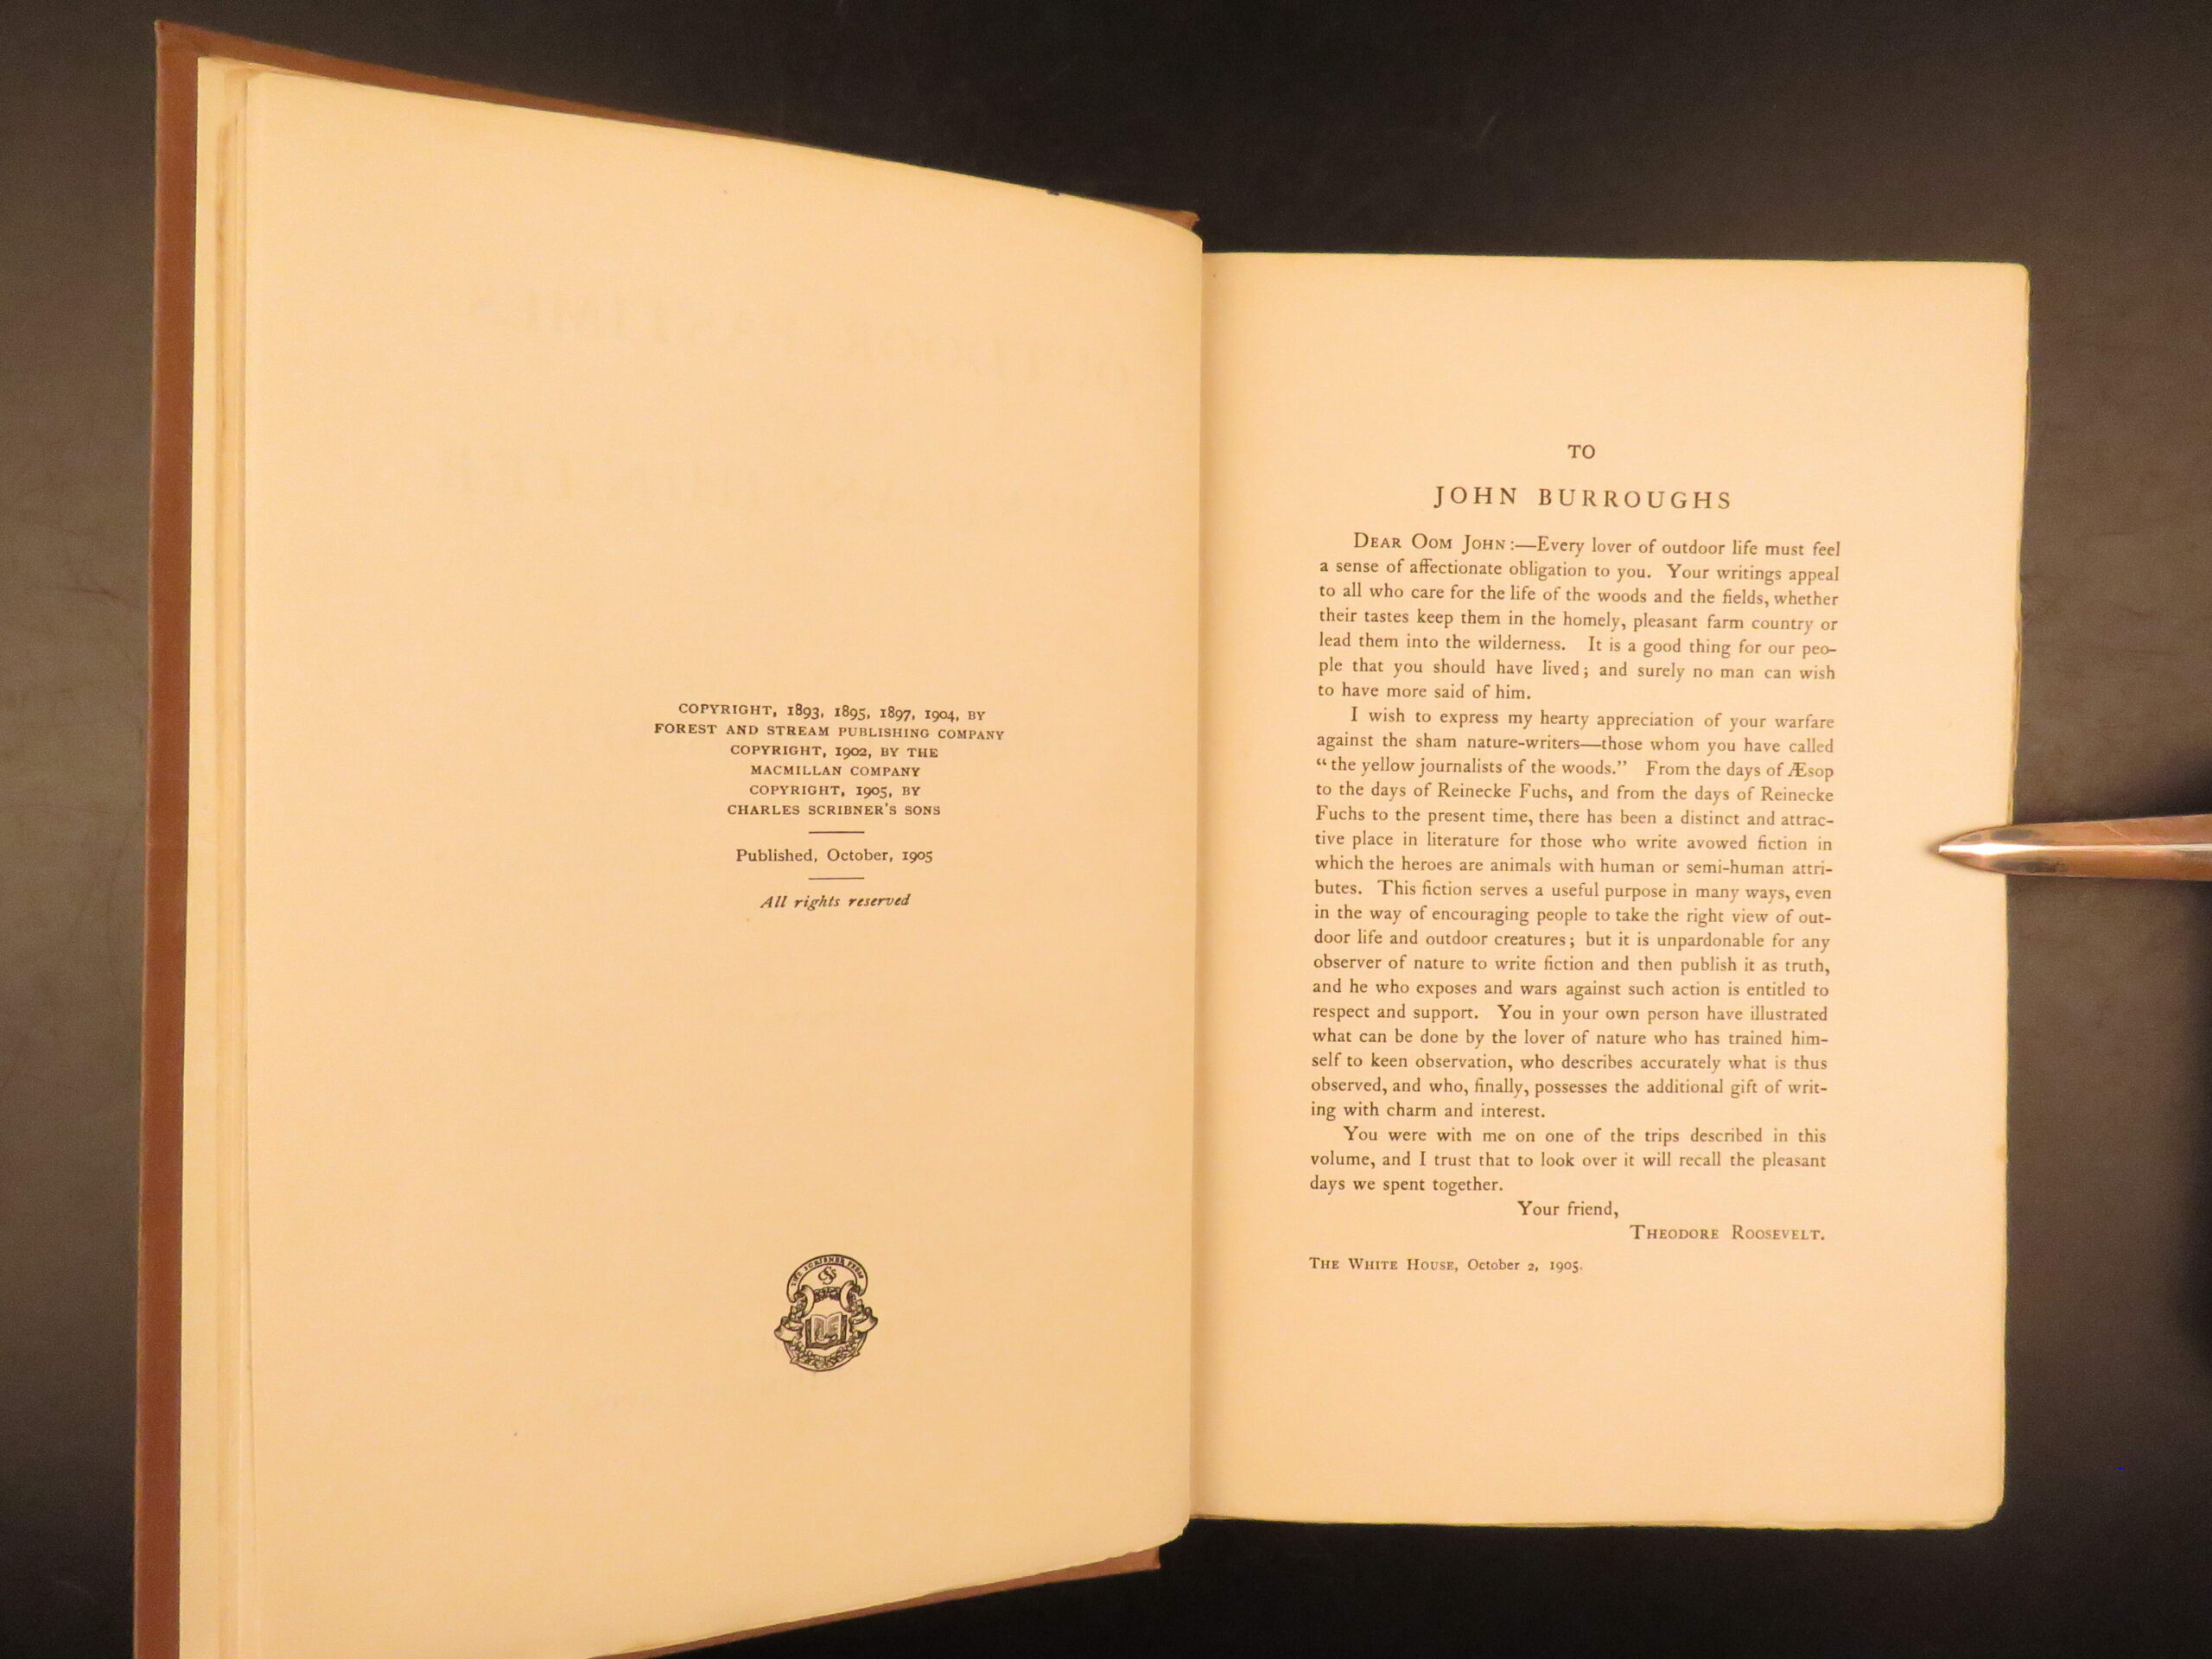 COPYRIGHT, 1893, 1895, 1897, 1904, BY
FOREST AND STREAM PUBLISHING COMPANY
COPYRIGHT, 1902, BY THE
MACMILLAN COMPANY
COPYRIGHT, 1905, BY
CHARLES SCRIBNER'S SONS
Published, October, 1905
All rights reserved
THE SCRIBNER PRESS
TO
JOHN BURROUGHS
DEAR OOM JOHN:—Every lover of outdoor life must feel
a sense of affectionate obligation to you. Your writings appeal
to all who care for the life of the woods and the fields, whether
their tastes keep them in the homely, pleasant farm country or
lead them into the wilderness. It is a good thing for our peo-
ple that you should have lived; and surely no man can wish
to have more said of him.
I wish to express my hearty appreciation of your warfare
against the sham nature-writers—those whom you have called
"the yellow journalists of the woods." From the days of Æsop
to the days of Reinecke Fuchs, and from the days of Reinecke
Fuchs to the present time, there has been a distinct and attrac-
tive place in literature for those who write avowed fiction in
which the heroes are animals with human or semi-human attri-
butes. This fiction serves a useful purpose in many ways, even
in the way of encouraging people to take the right view of out-
door life and outdoor creatures; but it is unpardonable for any
observer of nature to write fiction and then publish it as truth,
and he who exposes and wars against such action is entitled to
respect and support. You in your own person have illustrated
what can be done by the lover of nature who has trained him-
self to keen observation, who describes accurately what is thus
observed, and who, finally, possesses the additional gift of writ-
ing with charm and interest.
You were with me on one of the trips described in this
volume, and I trust that to look over it will recall the pleasant
days we spent together.
Your friend,
THEODORE ROOSEVELT.
THE WHITE HOUSE, October 2, 1905.